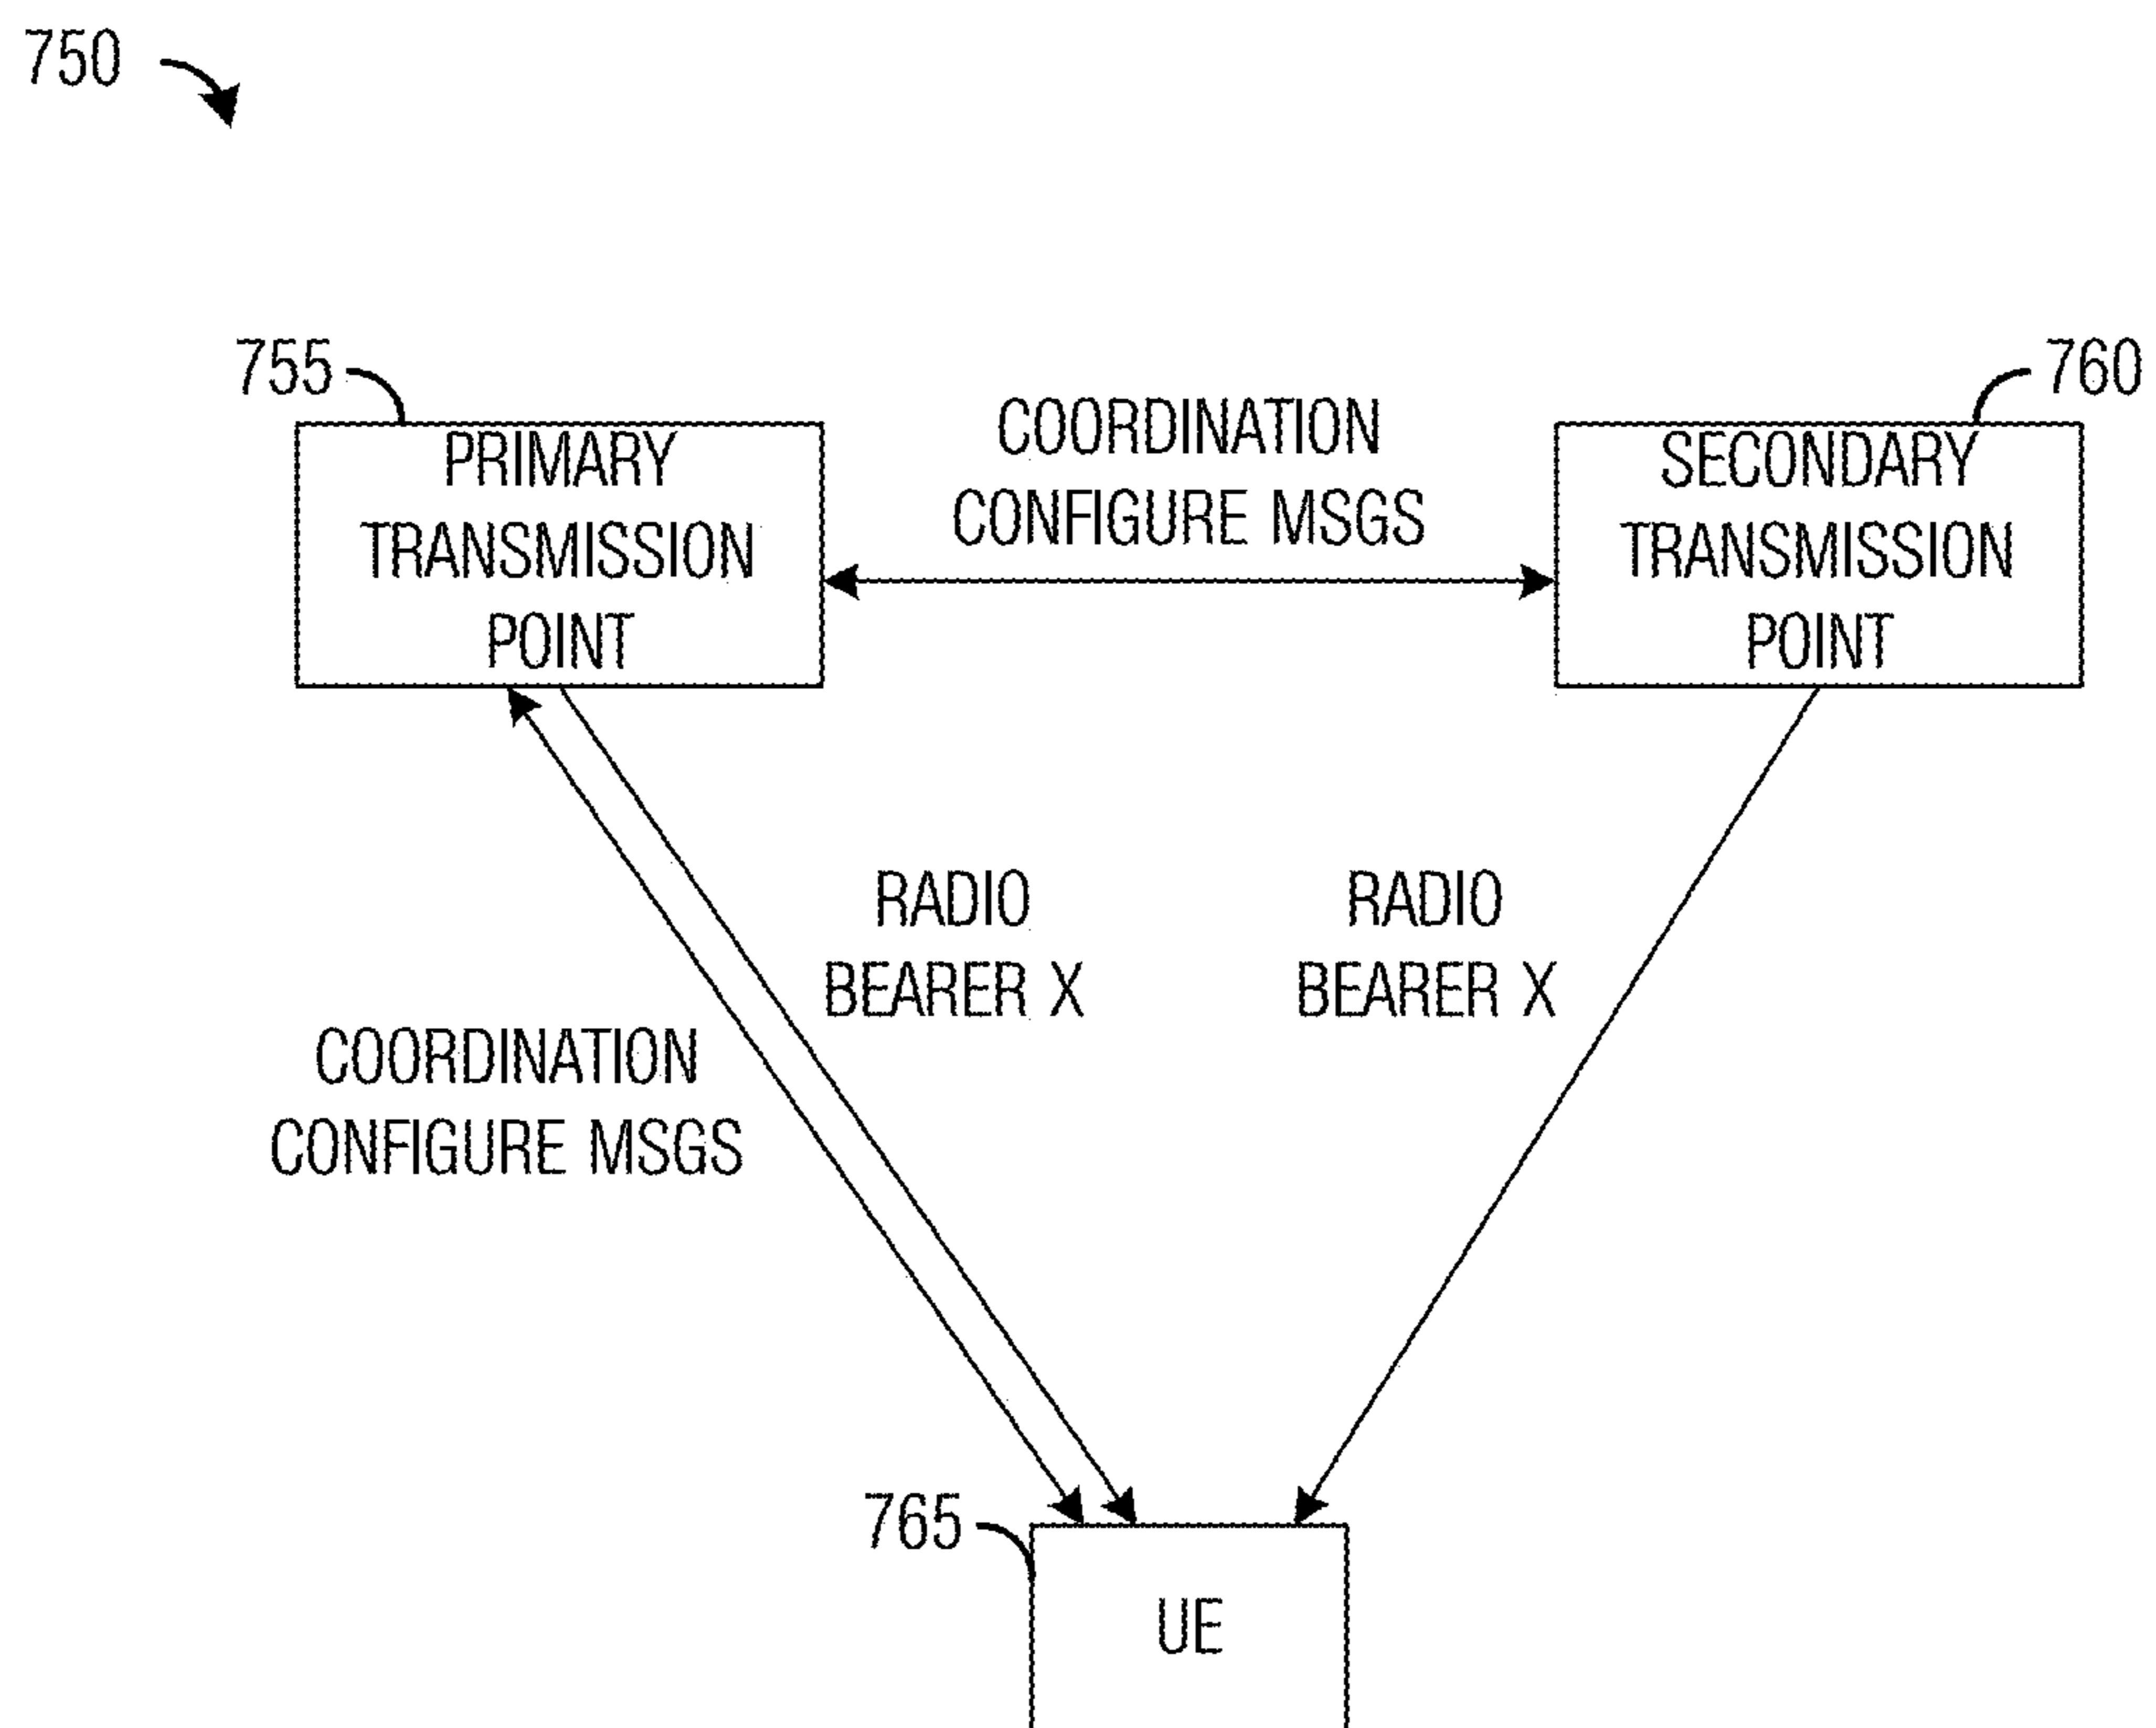 750
755
760
COORDINATION
CONFIGURE MSGS
PRIMARY
TRANSMISSION
POINT
SECONDARY
TRANSMISSION
POINT
RADIO
BEARER X
RADIO
BEARER X
COORDINATION
CONFIGURE MSGS
765
UE